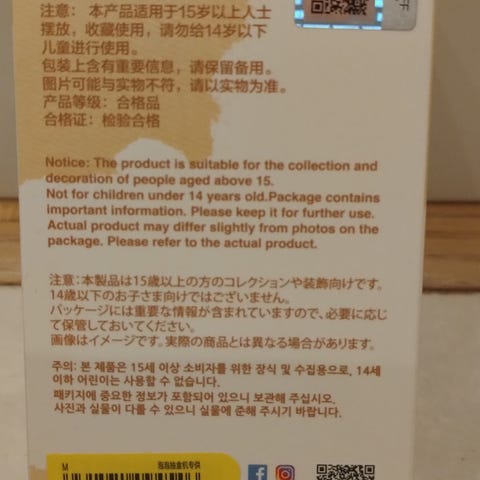 注意： 本产品适用于15岁以上人士
摆放，收藏使用，请勿给14岁以下
儿童进行使用。
包装上含有重要信息，请保留备用。
图片可能与实物不符，请以实物为准。
产品等级：合格品
合格证：检验合格
Notice: The product is suitable for the collection and
decoration of people aged above 15.
Not for children under 14 years old.Package contains
important information. Please keep it for further use.
Actual product may differ slightly from photos on the
package. Please refer to the actual product.
注意：本製品は15歳以上の方のコレクションや装飾向けです。
14歳以下のお子さま向けではございません。
パッケージには重要な情報が含まれていますので、必要に応じ
て保管しておいてください。
画像はイメージです。実際の商品とは異なる場合があります。
주의: 본 제품은 15세 이상 소비자를 위한 장식 및 수집용으로, 14세
이하 어린이는 사용할 수 없습니다.
패키지에 중요한 정보가 포함되어 있으니 보관해 주십시오.
사진과 실물이 다를 수 있으니 실물에 준해 주시기 바랍니다.
M 泡泡抽盒机专供